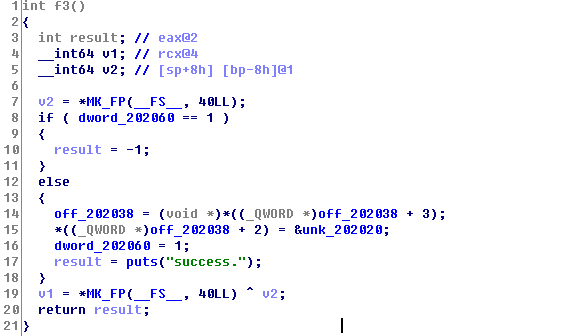 1 int f3()
2 {
3 int result; // eax@2
4 __int64 v1; // rcx@4
5 __int64 v2; // [sp+8h] [bp-8h]@1
6
7 v2 = *MK_FP(__FS__, 40LL);
8 if ( dword_202060 == 1 )
9 {
10 result = -1;
11 }
12 else
13 {
14 off_202038 = (void *)*((_QWORD *)off_202038 + 3);
15 *((_QWORD *)off_202038 + 2) = &unk_202020;
16 dword_202060 = 1;
17 result = puts("success.");
18 }
19 v1 = *MK_FP(__FS__, 40LL) ^ v2;
20 return result;
21 }